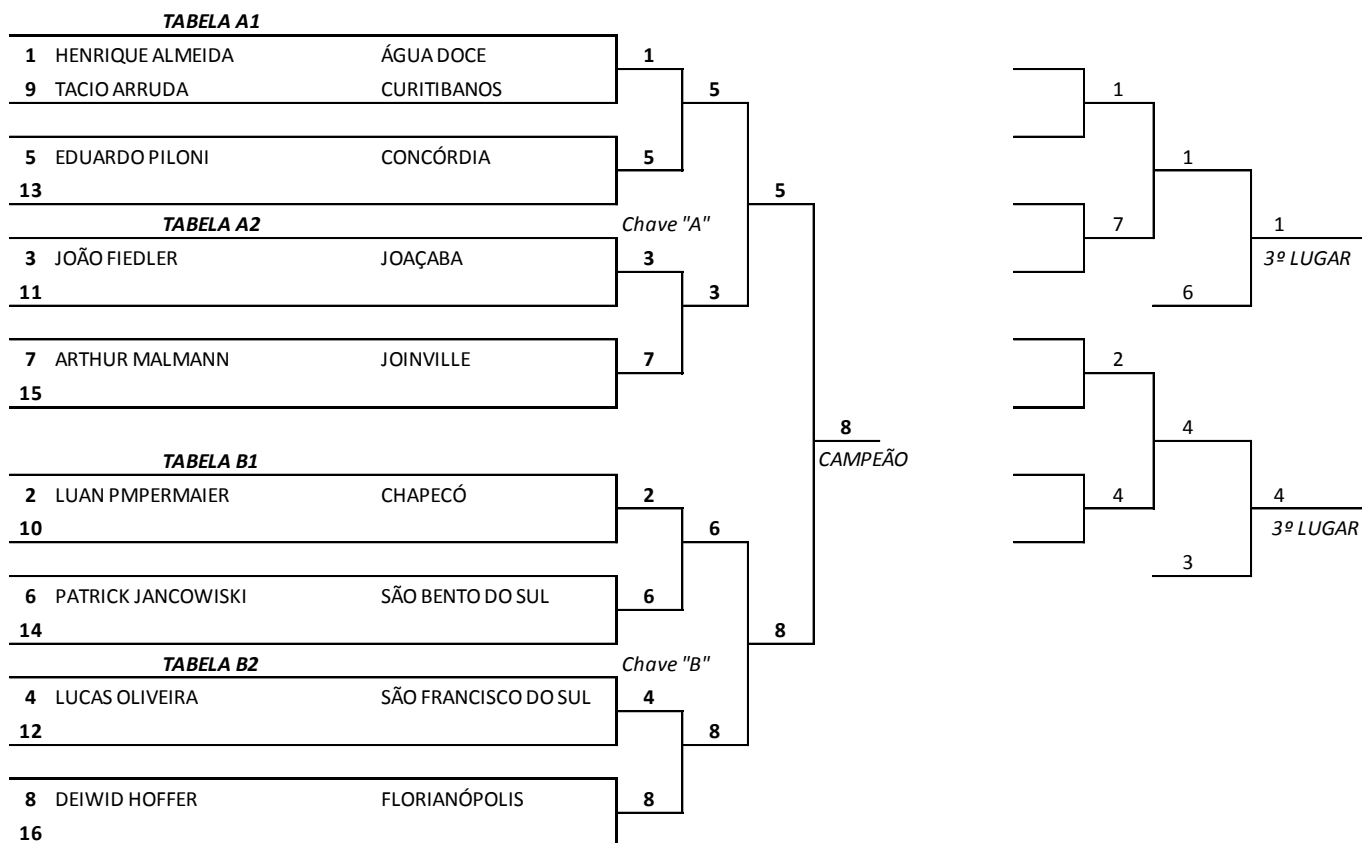 TABELA A1
1 HENRIQUE ALMEIDA ÁGUA DOCE 1
9 TACIO ARRUDA CURITIBANOS 5 1
5 EDUARDO PILONI CONCÓRDIA 5 1
13 5
TABELA A2 Chave "A" 7 1
3 JOÃO FIEDLER JOAÇABA 3 3º LUGAR
11 3 6
7 ARTHUR MALMANN JOINVILLE 7 2
15
8 4
TABELA B1 CAMPEÃO
2 LUAN PMPERMAIER CHAPECÓ 2 4 4
10 6 3º LUGAR
3
6 PATRICK JANCOWISKI SÃO BENTO DO SUL 6
14 8
TABELA B2 Chave "B"
4 LUCAS OLIVEIRA SÃO FRANCISCO DO SUL 4
12 8
8 DEIWID HOFFER FLORIANÓPOLIS 8
16